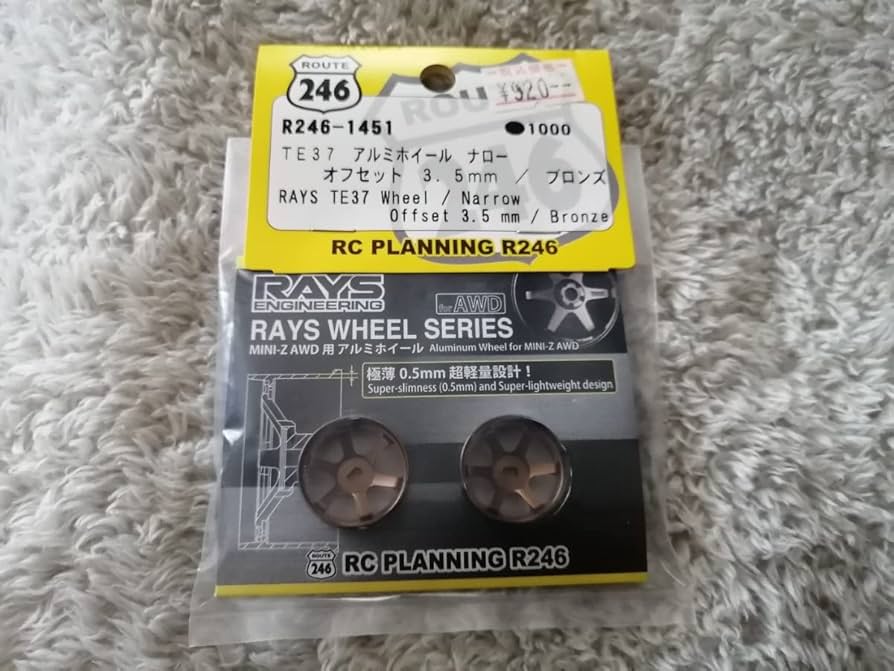 ROUTE
246
¥920--
R246-1451
●1000
TE37 アルミホイール ナロー
オフセット 3.5mm / ブロンズ
RAYS TE37 Wheel / Narrow
Offset 3.5 mm / Bronze
RC PLANNING R246
RAYS
ENGINEERING
for AWD
RAYS WHEEL SERIES
MINI-Z AWD 用アルミホイール Aluminum Wheel for MINI-Z AWD
極薄 0.5mm 超軽量設計!
Super-slimness (0.5mm) and Super-lightweight design
ROUTE
246
RC PLANNING R246